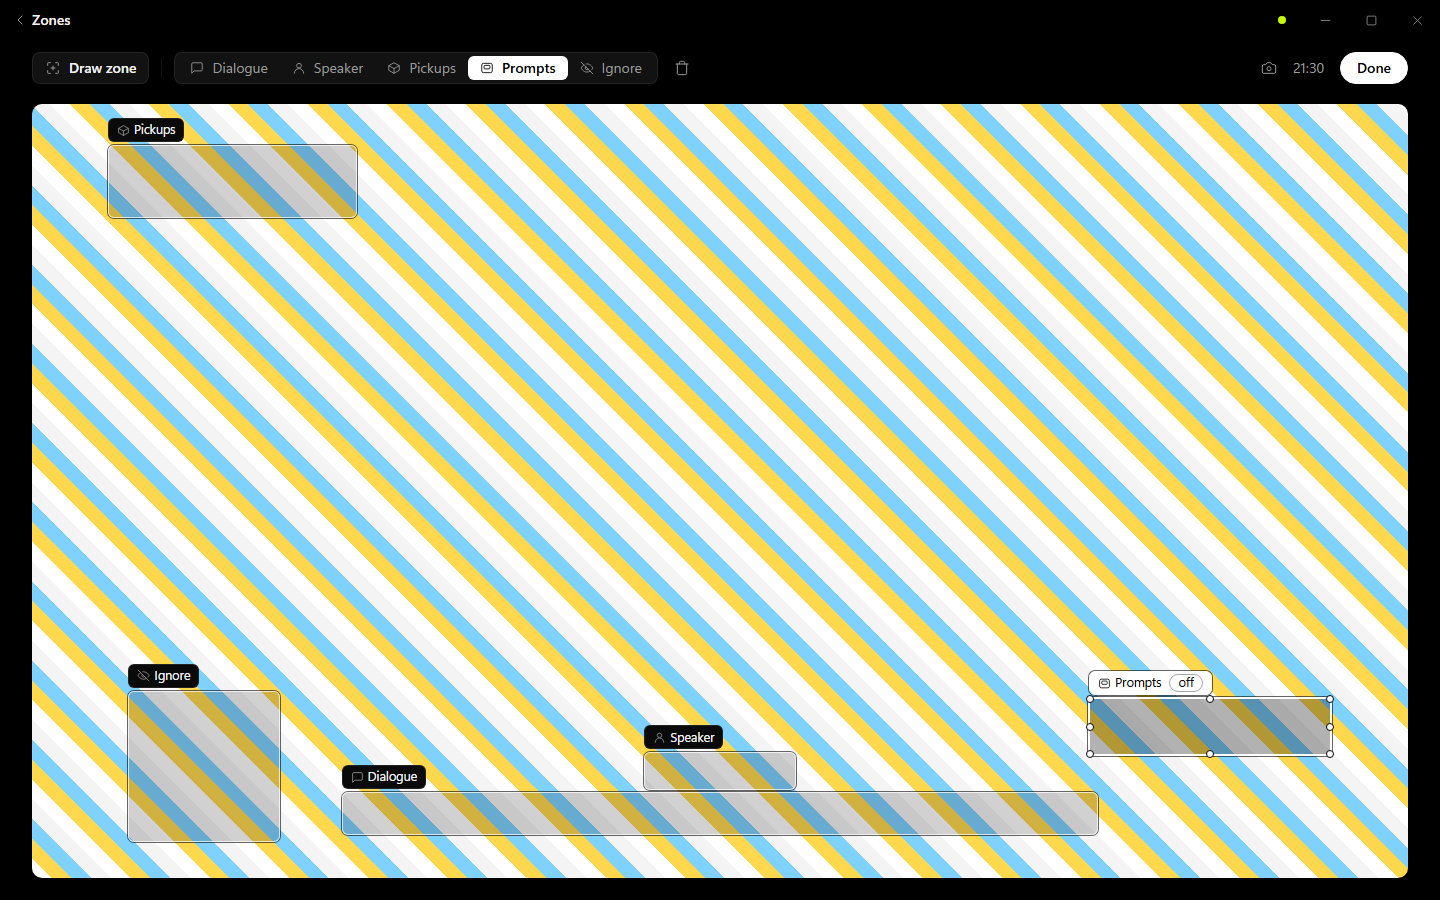 Zones
Draw zone
Dialogue
Speaker
Pickups
Prompts
Ignore
21:30
Done
Pickups
Ignore
Prompts off
Speaker
Dialogue